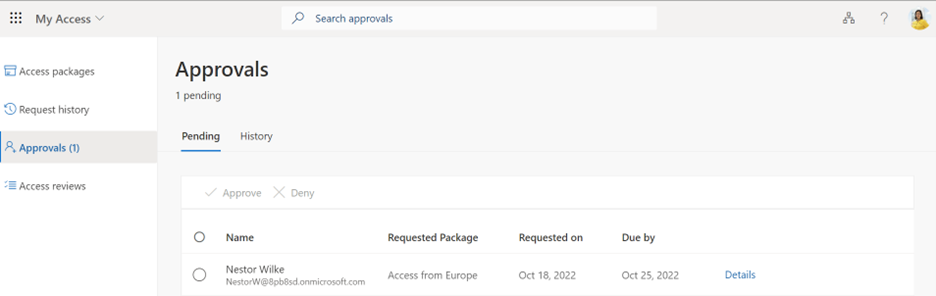 My Access
Search approvals
?
Access packages
Request history
Approvals (1)
Access reviews
Approvals
1 pending
Pending History
Approve Deny
Name Requested Package Requested on Due by
Nestor Wilke Access from Europe Oct 18, 2022 Oct 25, 2022 Details
NestorW@8pb8sd.onmicrosoft.com